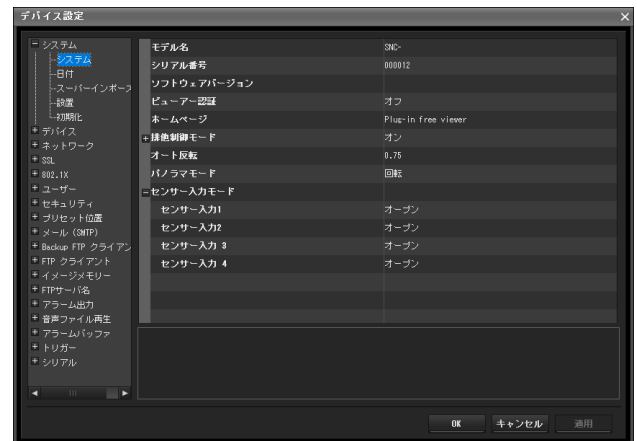 デバイス設定
システム
システム
日付
スーパーインポーズ
設置
初期化
デバイス
ネットワーク
SSL
802.1X
ユーザー
セキュリティ
プリセット位置
メール (SMTP)
Backup FTP クライアン
FTP クライアント
イメージメモリー
FTPサーバ名
アラーム出力
音声ファイル再生
アラームバッファ
トリガー
シリアル
モデル名 SNC-
シリアル番号 000012
ソフトウェアバージョン
ビューアー認証 オフ
ホームページ Plug-in free viewer
排他制御モード オン
オート反転 0.75
パノラマモード 回転
センサー入力モード
センサー入力1 オープン
センサー入力2 オープン
センサー入力 3 オープン
センサー入力 4 オープン
OK キャンセル 適用